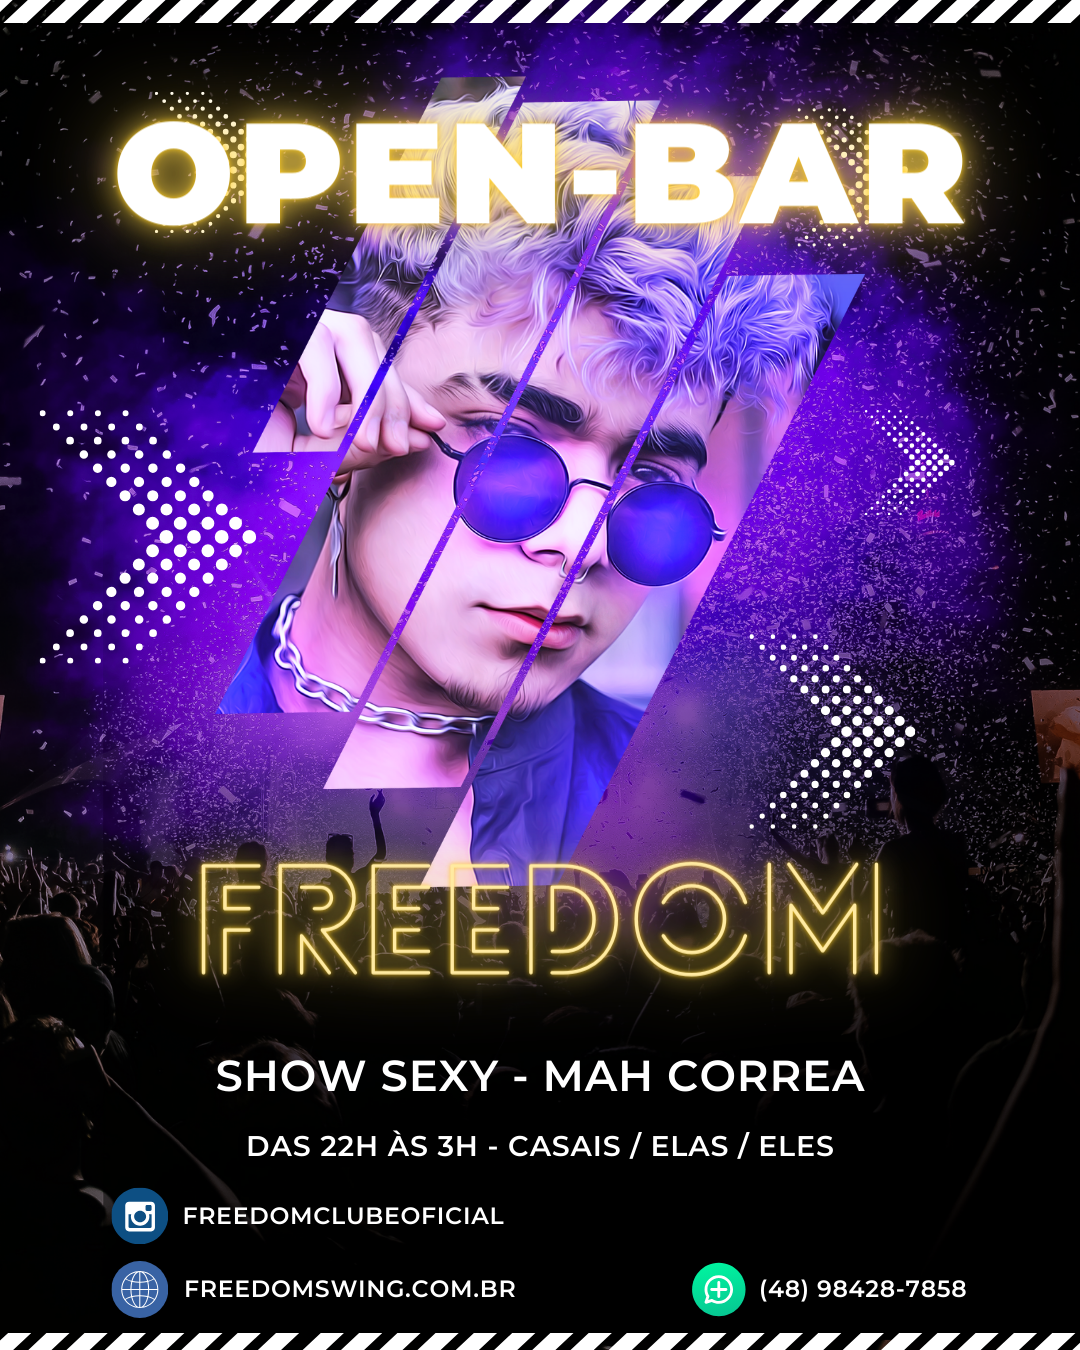 OPEN-BAR
FREEDOM
SHOW SEXY - MAH CORREA
DAS 22H ÀS 3H - CASAIS / ELAS / ELES
FREEDOMCLUBEOFICIAL
FREEDOMSWING.COM.BR
(48) 98428-7858